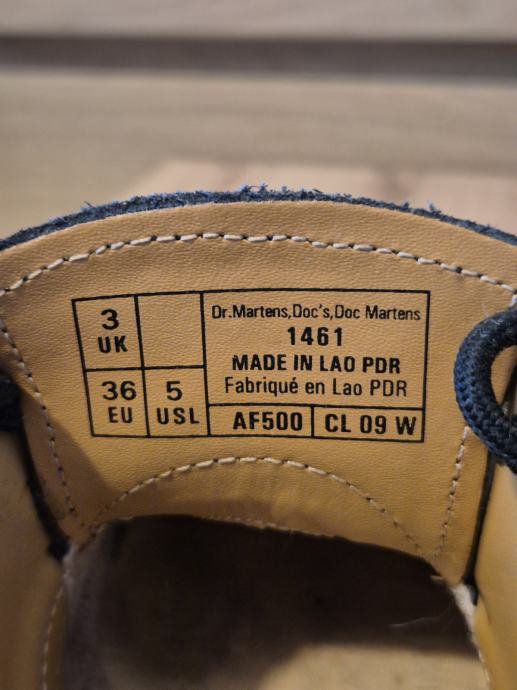 3
UK
36
EU
5
USL
Dr.Martens,Doc's,Doc Martens
1461
MADE IN LAO PDR
Fabriqué en Lao PDR
AF500
CL 09 W